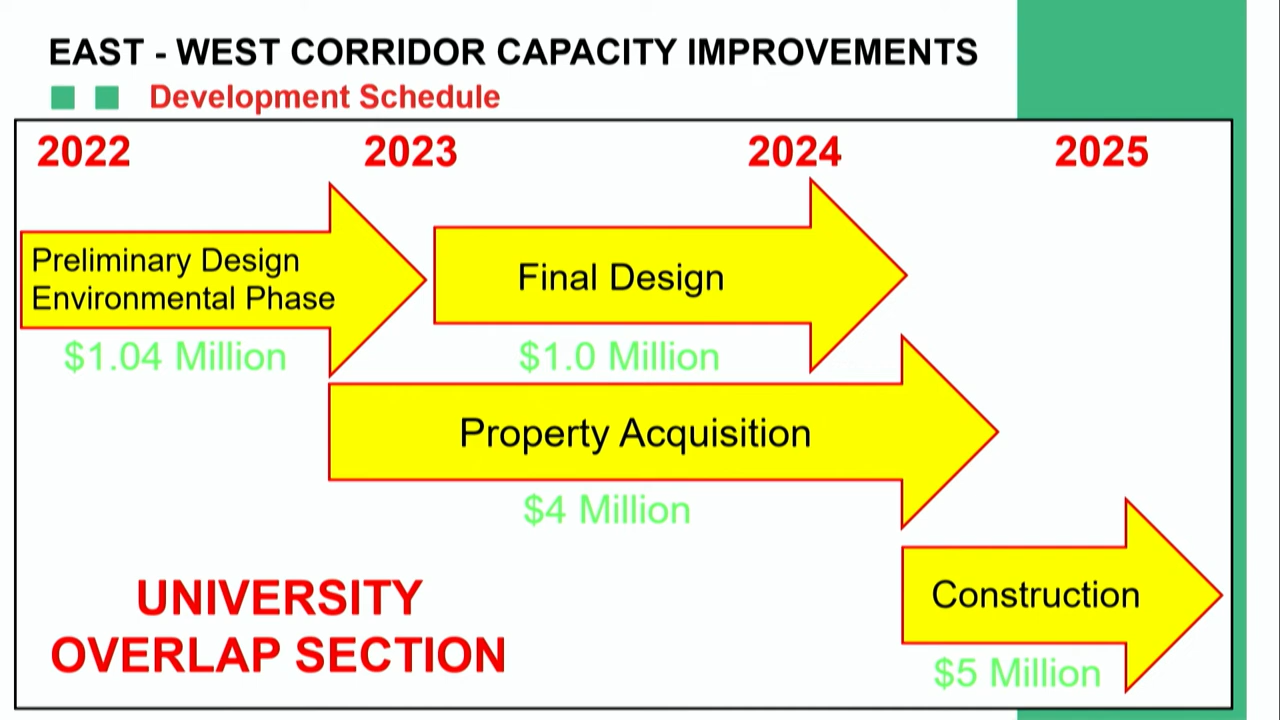 EAST - WEST CORRIDOR CAPACITY IMPROVEMENTS
Development Schedule
2022 2023 2024 2025
Preliminary Design
Environmental Phase
Final Design
$1.04 Million
$1.0 Million
Property Acquisition
$4 Million
Construction
$5 Million
UNIVERSITY
OVERLAP SECTION